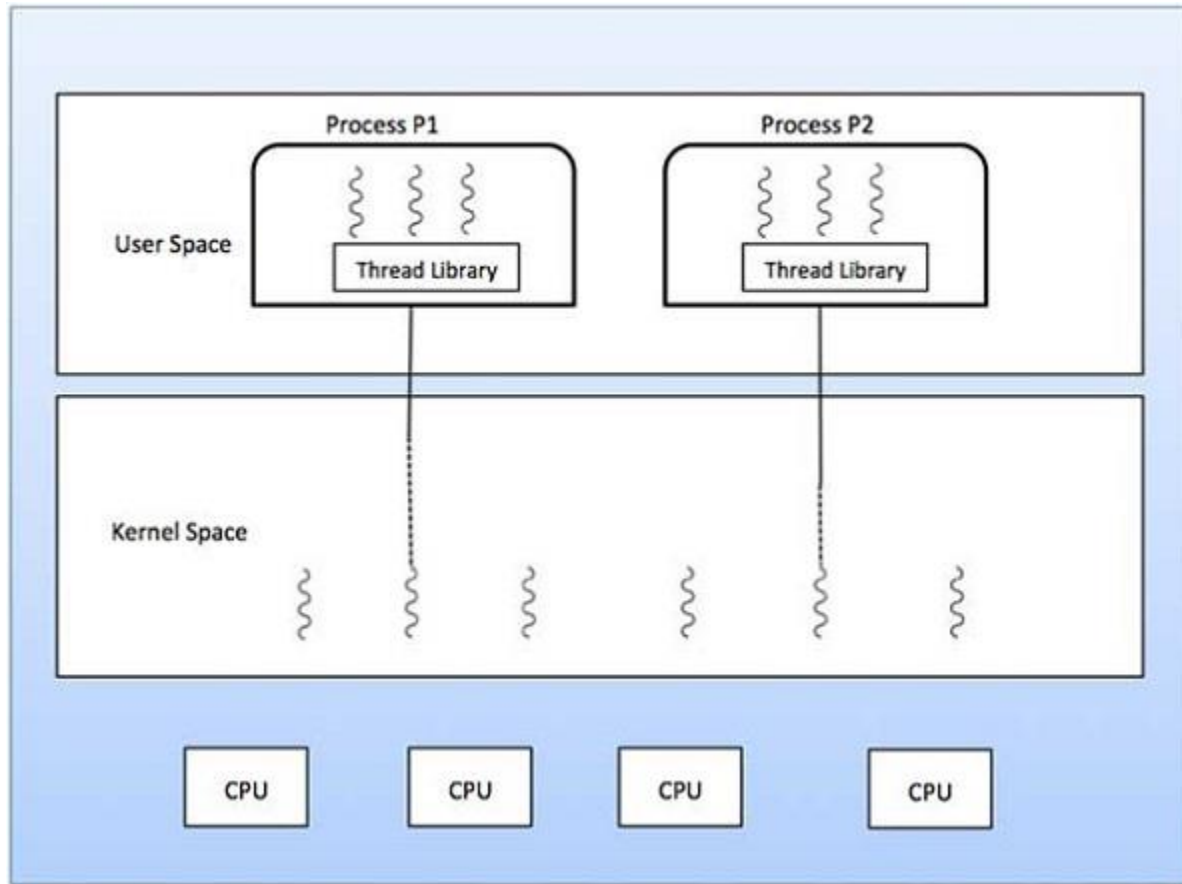 Process P1
Process P2
User Space
Thread Library
Thread Library
Kernel Space
CPU
CPU
CPU
CPU